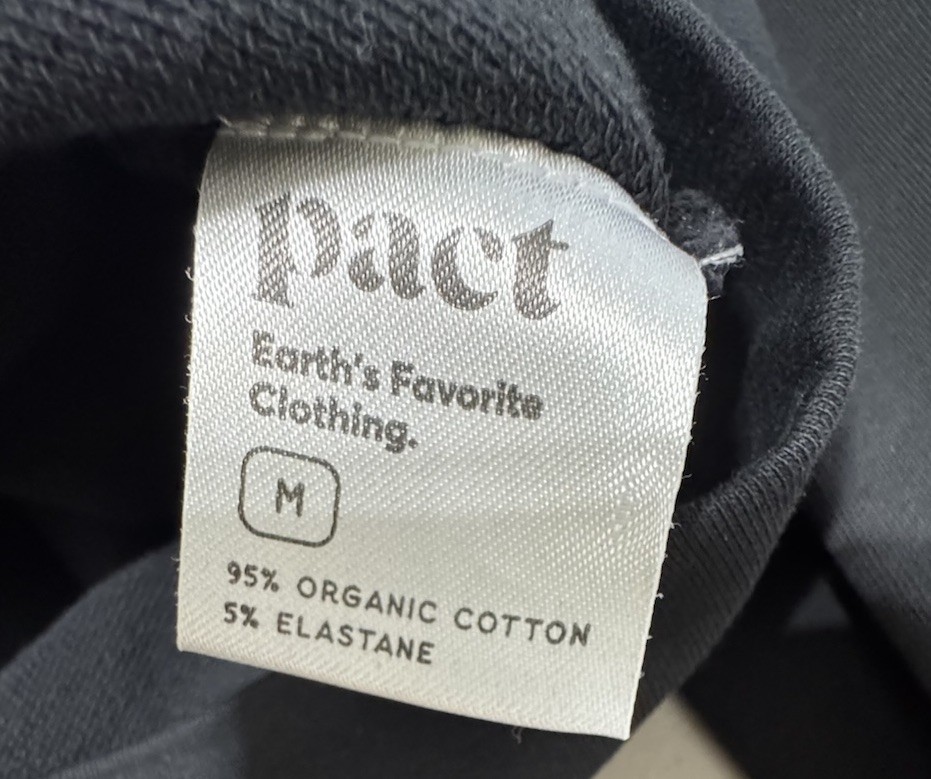 pact
Earth's Favorite
Clothing.
M
95% ORGANIC COTTON
5% ELASTANE